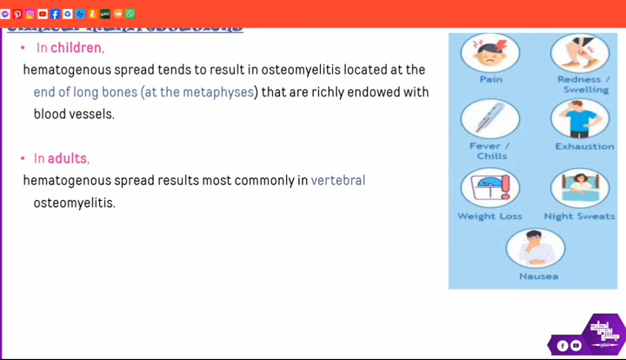 • In children,
hematogenous spread tends to result in osteomyelitis located at the
end of long bones (at the metaphyses) that are richly endowed with
blood vessels.
• In adults,
hematogenous spread results most commonly in vertebral
osteomyelitis.
Pain
Redness /
Swelling
Fever /
Chills
Exhaustion
Weight Loss
Night Sweats
Nausea